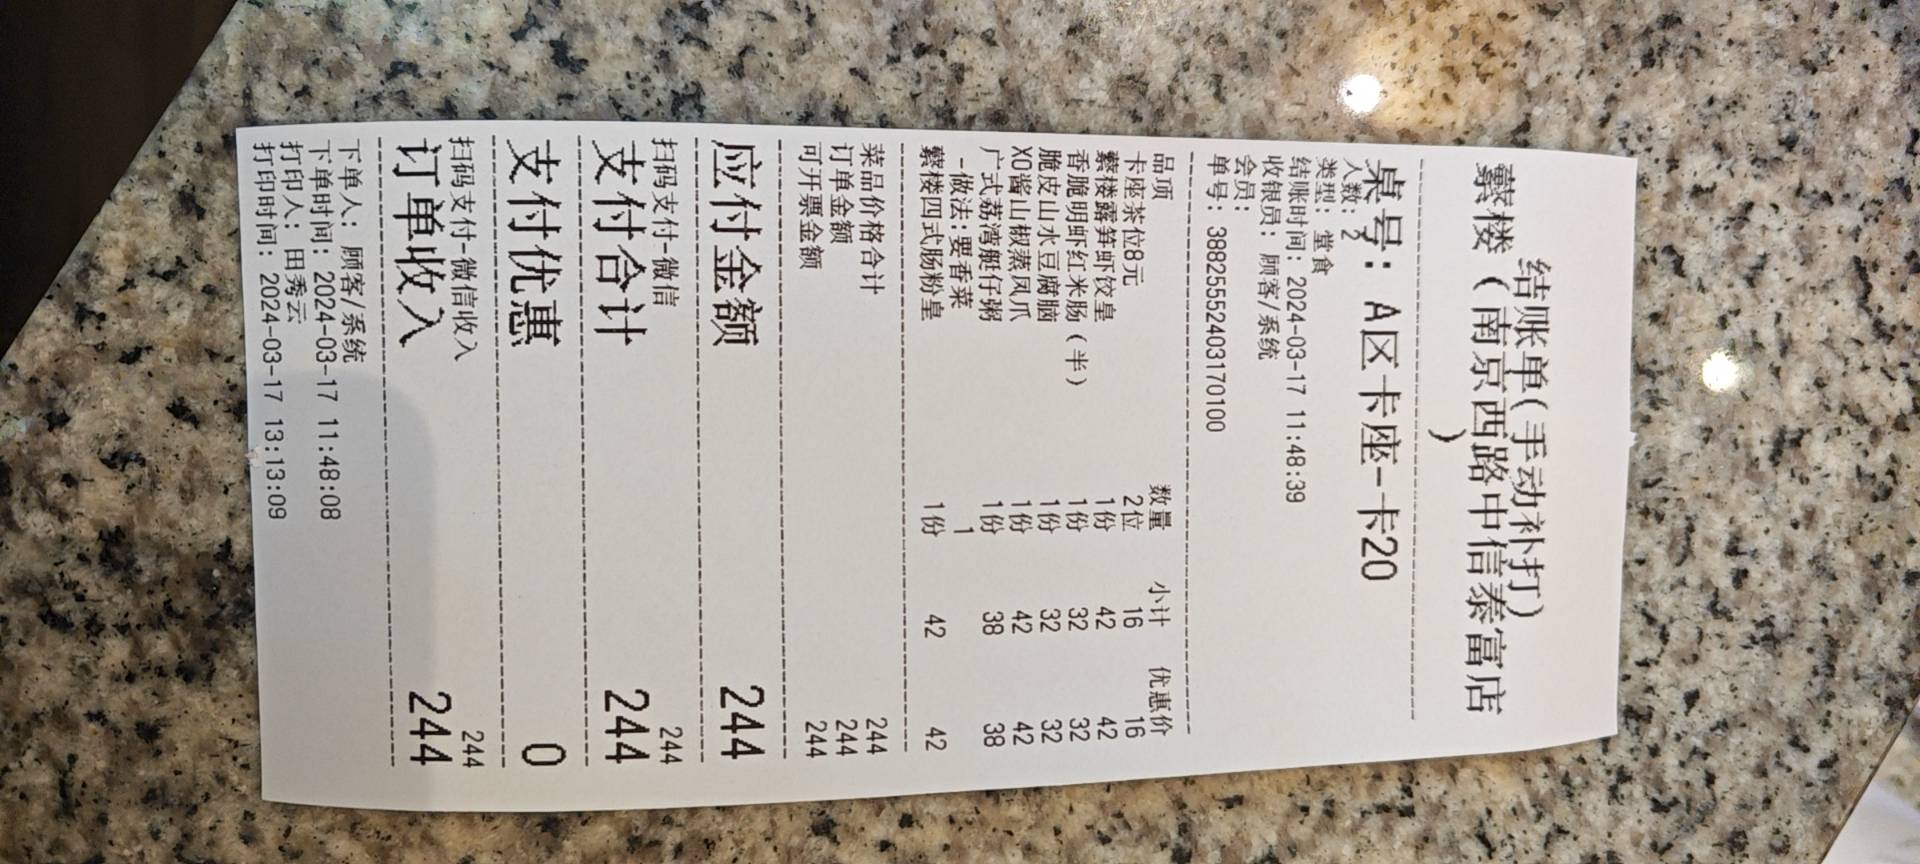 结账单(手动补打)
蘩楼（南京西路中信泰富店
）
桌号：A区卡座-卡20
人数：2
类型：堂食
结账时间：2024-03-17 11:48:39
收银员：顾客/系统
会员：
单号：3882555240317​0100
品项 数量 小计 优惠价
卡座茶位8元 2位 16 16
蘩楼露笋虾饺皇 1份 42 42
香脆明虾红米肠（半） 1份 32 32
脆皮山水豆腐脑 1份 32 32
XO酱山椒蒸凤爪 1份 42 42
广式荔湾艇仔粥 1份 38 38
-做法:要香菜 1
蘩楼四式肠粉皇 1份 42 42
菜品价格合计 244
订单金额 244
可开票金额 244
应付金额 244
扫码支付-微信 244
支付合计 244
支付优惠 0
扫码支付-微信收入 244
订单收入 244
下单人：顾客/系统
下单时间：2024-03-17 11:48:08
打印人：田秀云
打印时间：2024-03-17 13:13:09